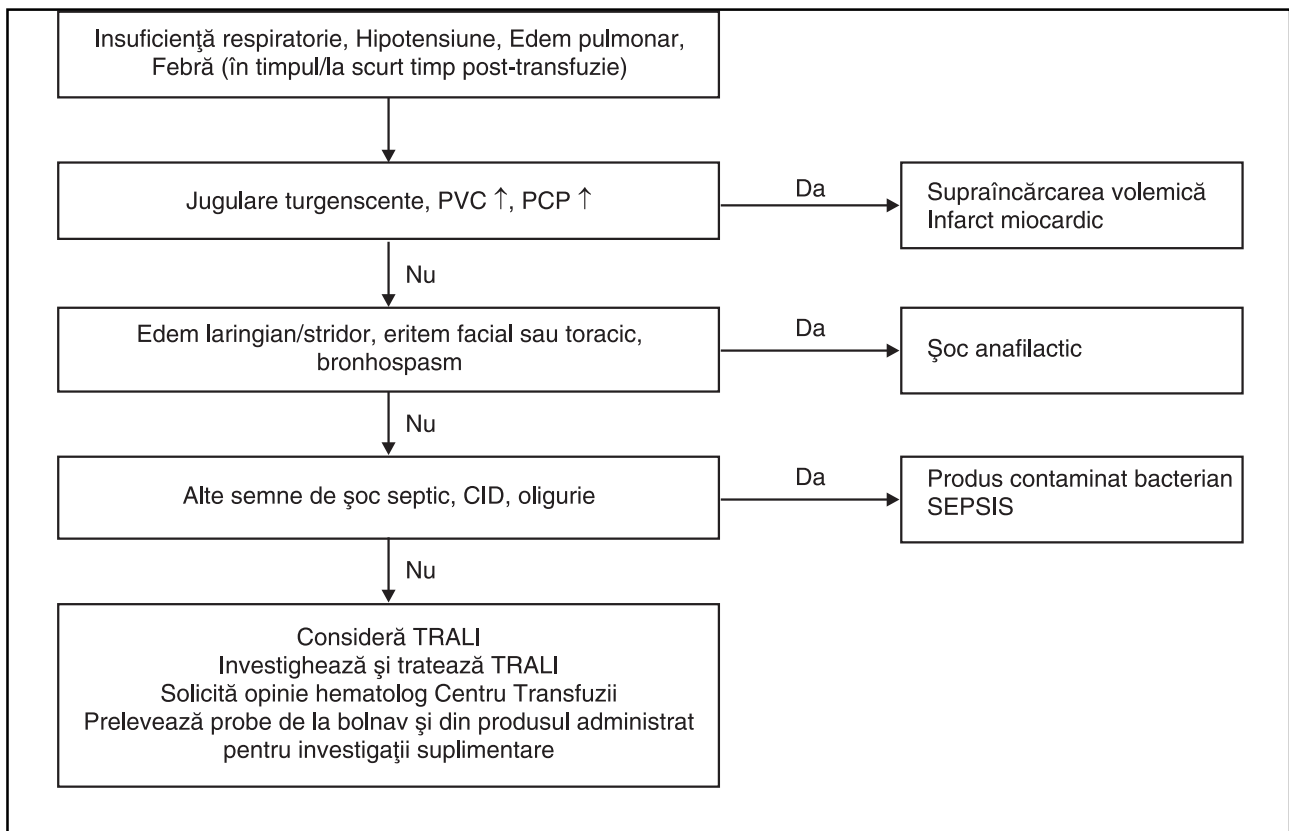 Insuficienţă respiratorie, Hipotensiune, Edem pulmonar,
Febră (în timpul/la scurt timp post-transfuzie)
Jugulare turgenscente, PVC ↑, PCP ↑
Da
Supraîncărcarea volemică
Infarct miocardic
Nu
Edem laringian/stridor, eritem facial sau toracic,
bronhospasm
Da
Şoc anafilactic
Nu
Alte semne de şoc septic, CID, oligurie
Da
Produs contaminat bacterian
SEPSIS
Nu
Consideră TRALI
Investighează şi tratează TRALI
Solicită opinie hematolog Centru Transfuzii
Prelevează probe de la bolnav şi din produsul administrat
pentru investigaţii suplimentare